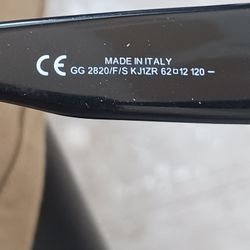 MADE IN ITALY
CE GG 2820/F/S KJ1ZR 62□12 120 –